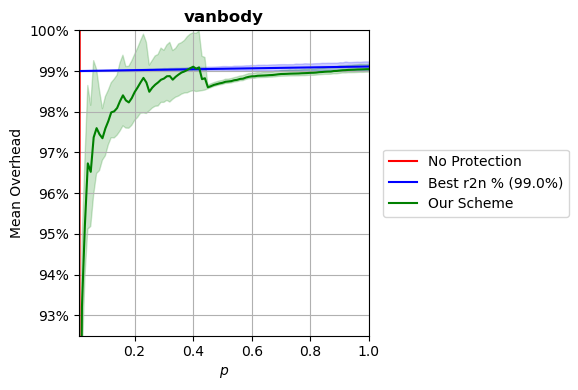 vanbody
100%
99%
98%
97%
96%
95%
94%
93%
Mean Overhead
0.2 0.4 0.6 0.8 1.0
p
No Protection
Best r2n % (99.0%)
Our Scheme